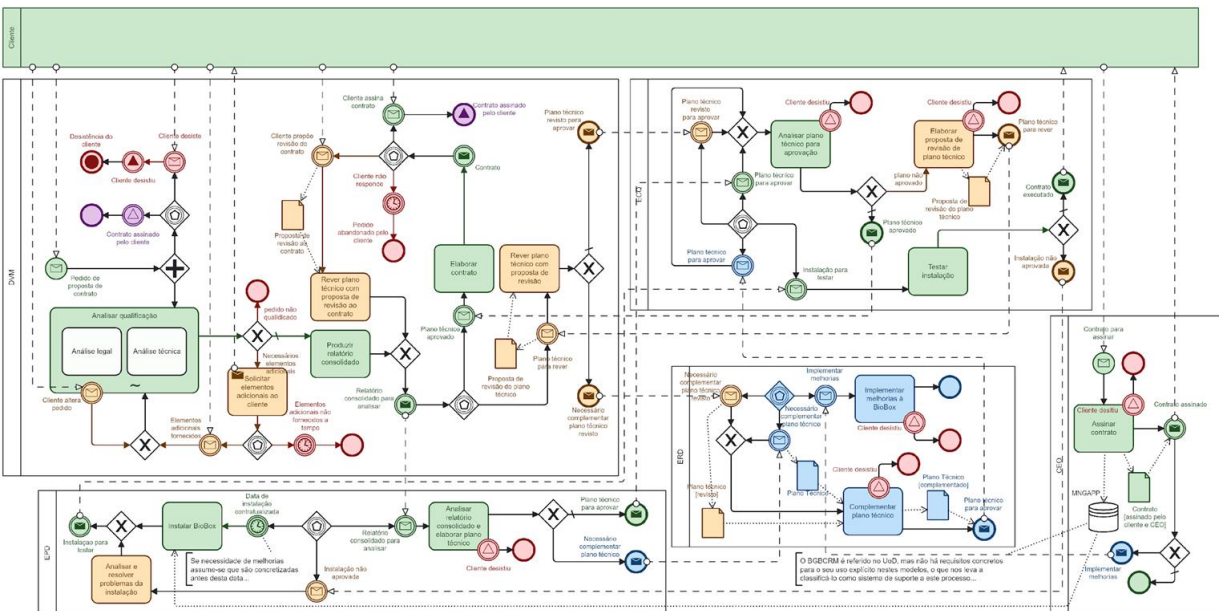 Cliente
DVM
Cliente assina
contrato
Contrato assinado
pelo cliente
Plano técnico
revisto para
aprovar
Cliente propõe
revisão do
contrato
Desistência do
cliente
Cliente desiste
Cliente desistiu
Contrato
Cliente não
responde
Contrato assinado
pelo cliente
Proposta de
revisão ao
contrato
Pedido
abandonado pelo
cliente
Pedido de
proposta de
contrato
Elaborar
contrato
Rever plano
técnico com
proposta de
revisão
Rever plano
técnico com
proposta de
revisão ao
contrato
Analisar qualificação
Análise legal
Análise técnica
pedido não
qualificado
Necessários
elementos
adicionais
Produzir
relatório
consolidado
Plano técnico
aprovado
Plano técnico
para rever
Proposta de
revisão do plano
técnico
Solicitar
elementos
adicionais ao
cliente
Cliente altera
pedido
Relatório
consolidado para
analisar
Necessário
complementar
plano técnico
revisto
Elementos
adicionais
fornecidos
Elementos
adicionais não
fornecidos a
tempo
Plano técnico
revisto para
aprovar
Cliente desistiu
Analisar plano
técnico para
aprovação
Cliente desistiu
Elaborar
proposta de
revisão de plano
técnico
Plano técnico
para rever
Plano técnico
para aprovar
plano não
aprovado
Proposta de
revisão do plano
técnico
Plano técnico
aprovado
Contrato
executado
Plano técnico
para aprovar
Instalação para
testar
Testar
instalação
Instalação não
aprovada
ERD
Necessário
complementar
plano técnico
revisto
Implementar
melhorias
Necessário
complementar
plano técnico
Implementar
melhorias à
BioBox
Cliente desistiu
Cliente desistiu
Plano técnico
[revisto]
Plano Técnico
Complementar
plano técnico
Plano Técnico
[complementado]
Plano técnico
para aprovar
CEO
Contrato para
assinar
Assinar
contrato
Contrato assinado
MNGAPP
Contrato
[assinado pelo
cliente e CEO]
Implementar
melhorias
O BGBCRM é referido no UoD, mas não há requisitos concretos
para o seu uso explícito nestes modelos, o que nos leva a
classificá-lo como sistema de suporte a este processo...
EPD
Instalação para
testar
Instalar BioBox
Data de
instalação
contratualizada
Relatório
consolidado para
analisar
Analisar
relatório
consolidado e
elaborar plano
técnico
Cliente desistiu
Plano técnico
para aprovar
Necessário
complementar
plano técnico
Analisar e
resolver
problemas da
instalação
Se necessidade de melhorias
assume-se que são concretizadas
antes desta data...
Instalação não
aprovada